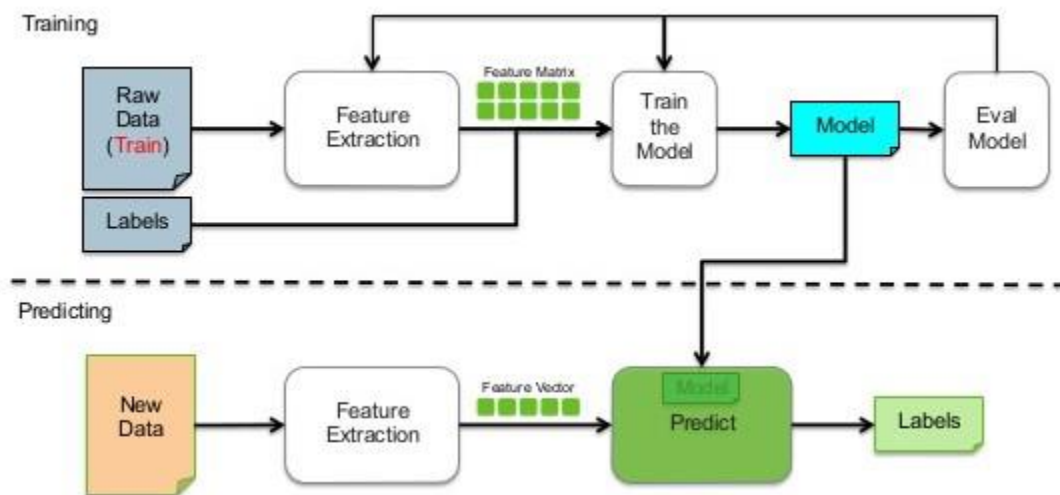 Training
Raw
Data
(Train)
Feature
Extraction
Feature Matrix
Train
the
Model
Model
Eval
Model
Labels
Predicting
New
Data
Feature
Extraction
Feature Vector
Model
Predict
Labels